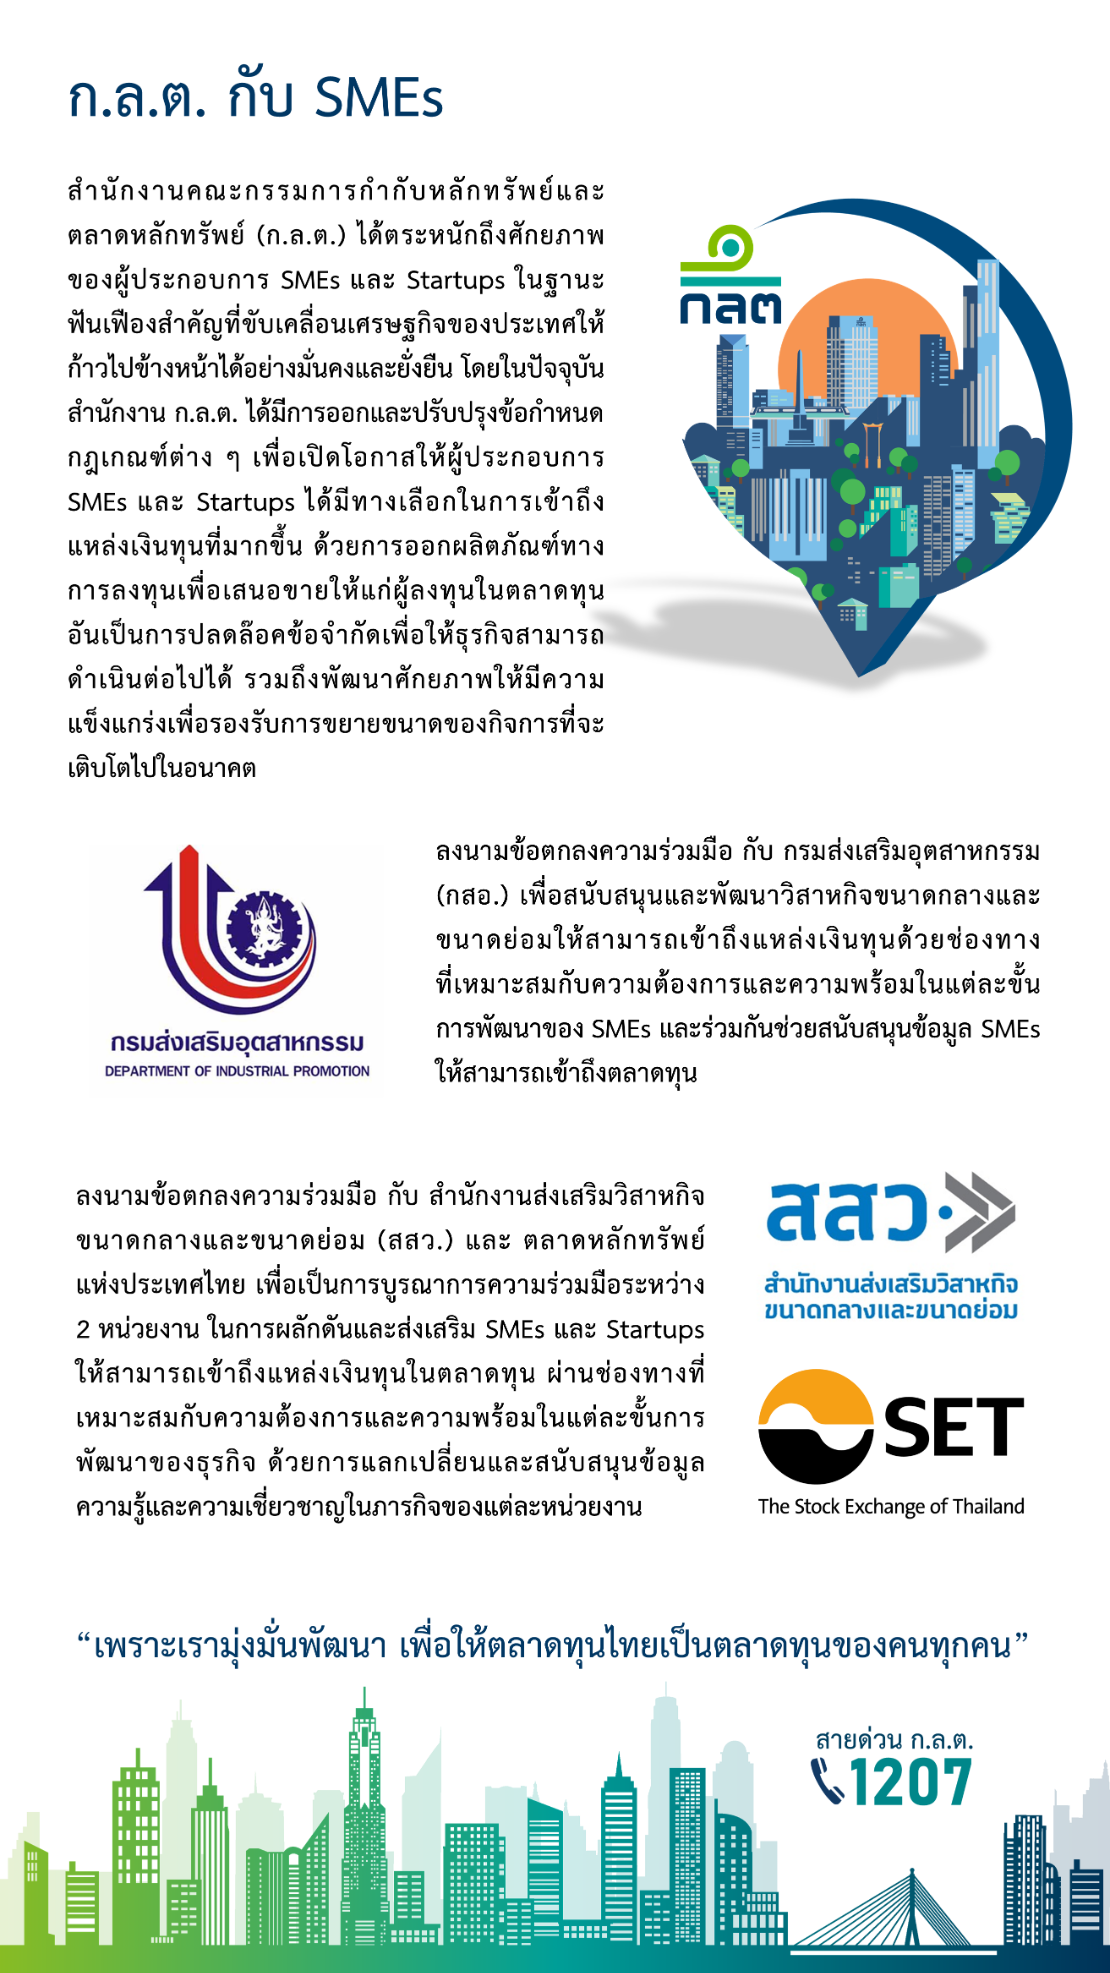 ก.ล.ต. กับ SMEs
สำนักงานคณะกรรมการกำกับหลักทรัพย์และ
ตลาดหลักทรัพย์ (ก.ล.ต.) ได้ตระหนักถึงศักยภาพ
ของผู้ประกอบการ SMEs และ Startups ในฐานะ
ฟันเฟืองสำคัญที่ขับเคลื่อนเศรษฐกิจของประเทศให้
ก้าวไปข้างหน้าได้อย่างมั่นคงและยั่งยืน โดยในปัจจุบัน
สำนักงาน ก.ล.ต. ได้มีการออกและปรับปรุงข้อกำหนด
กฎเกณฑ์ต่าง ๆ เพื่อเปิดโอกาสให้ผู้ประกอบการ
SMEs และ Startups ได้มีทางเลือกในการเข้าถึง
แหล่งเงินทุนที่มากขึ้น ด้วยการออกผลิตภัณฑ์ทาง
การลงทุนเพื่อเสนอขายให้แก่ผู้ลงทุนในตลาดทุน
อันเป็นการปลดล๊อคข้อจำกัดเพื่อให้ธุรกิจสามารถ
ดำเนินต่อไปได้ รวมถึงพัฒนาศักยภาพให้มีความ
แข็งแกร่งเพื่อรองรับการขยายขนาดของกิจการที่จะ
เติบโตไปในอนาคต
กลต
กรมส่งเสริมอุตสาหกรรม
DEPARTMENT OF INDUSTRIAL PROMOTION
ลงนามข้อตกลงความร่วมมือ กับ กรมส่งเสริมอุตสาหกรรม
(กสอ.) เพื่อสนับสนุนและพัฒนาวิสาหกิจขนาดกลางและ
ขนาดย่อมให้สามารถเข้าถึงแหล่งเงินทุนด้วยช่องทาง
ที่เหมาะสมกับความต้องการและความพร้อมในแต่ละขั้น
การพัฒนาของ SMEs และร่วมกันช่วยสนับสนุนข้อมูล SMEs
ให้สามารถเข้าถึงตลาดทุน
ลงนามข้อตกลงความร่วมมือ กับ สำนักงานส่งเสริมวิสาหกิจ
ขนาดกลางและขนาดย่อม (สสว.) และ ตลาดหลักทรัพย์
แห่งประเทศไทย เพื่อเป็นการบูรณาการความร่วมมือระหว่าง
2 หน่วยงาน ในการผลักดันและส่งเสริม SMEs และ Startups
ให้สามารถเข้าถึงแหล่งเงินทุนในตลาดทุน ผ่านช่องทางที่
เหมาะสมกับความต้องการและความพร้อมในแต่ละขั้นการ
พัฒนาของธุรกิจ ด้วยการแลกเปลี่ยนและสนับสนุนข้อมูล
ความรู้และความเชี่ยวชาญในภารกิจของแต่ละหน่วยงาน
สสว
สำนักงานส่งเสริมวิสาหกิจ
ขนาดกลางและขนาดย่อม
SET
The Stock Exchange of Thailand
“เพราะเรามุ่งมั่นพัฒนา เพื่อให้ตลาดทุนไทยเป็นตลาดทุนของคนทุกคน”
สายด่วน ก.ล.ต.
1207